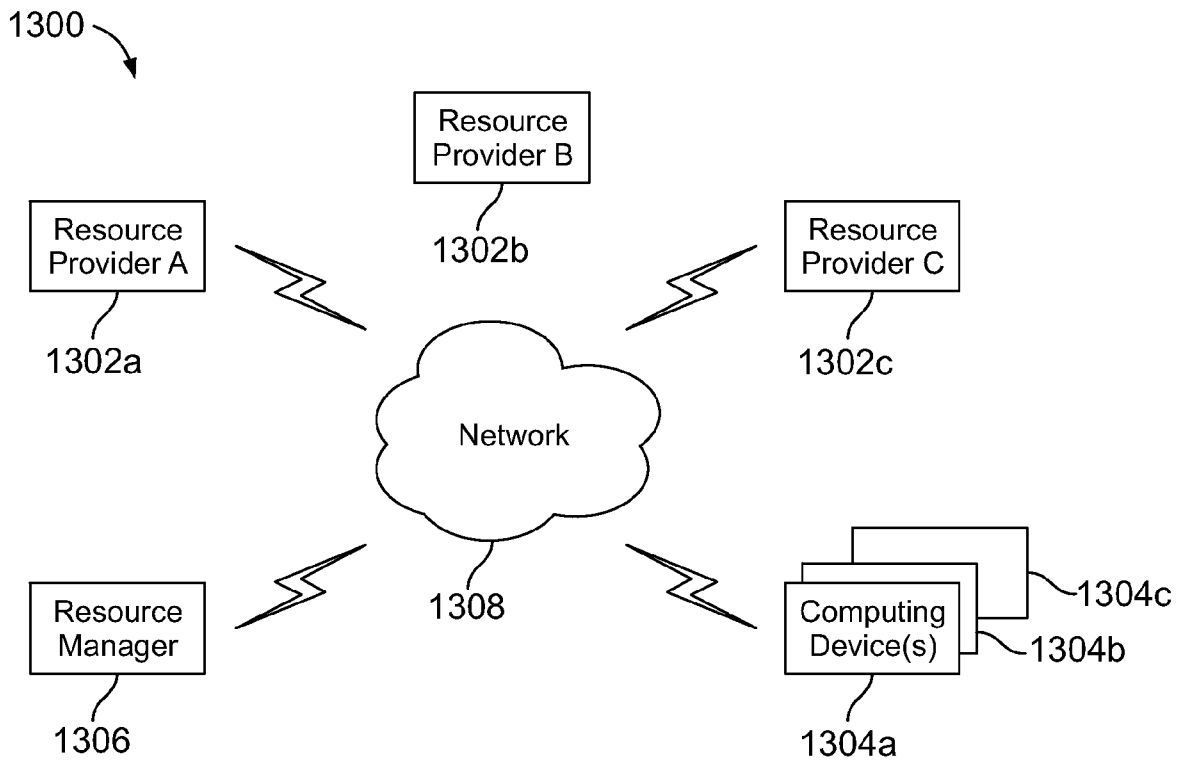 1300
Resource
Provider B
1302b
Resource
Provider A
1302a
Resource
Provider C
1302c
Network
1308
Resource
Manager
1306
Computing
Device(s)
1304a
1304b
1304c